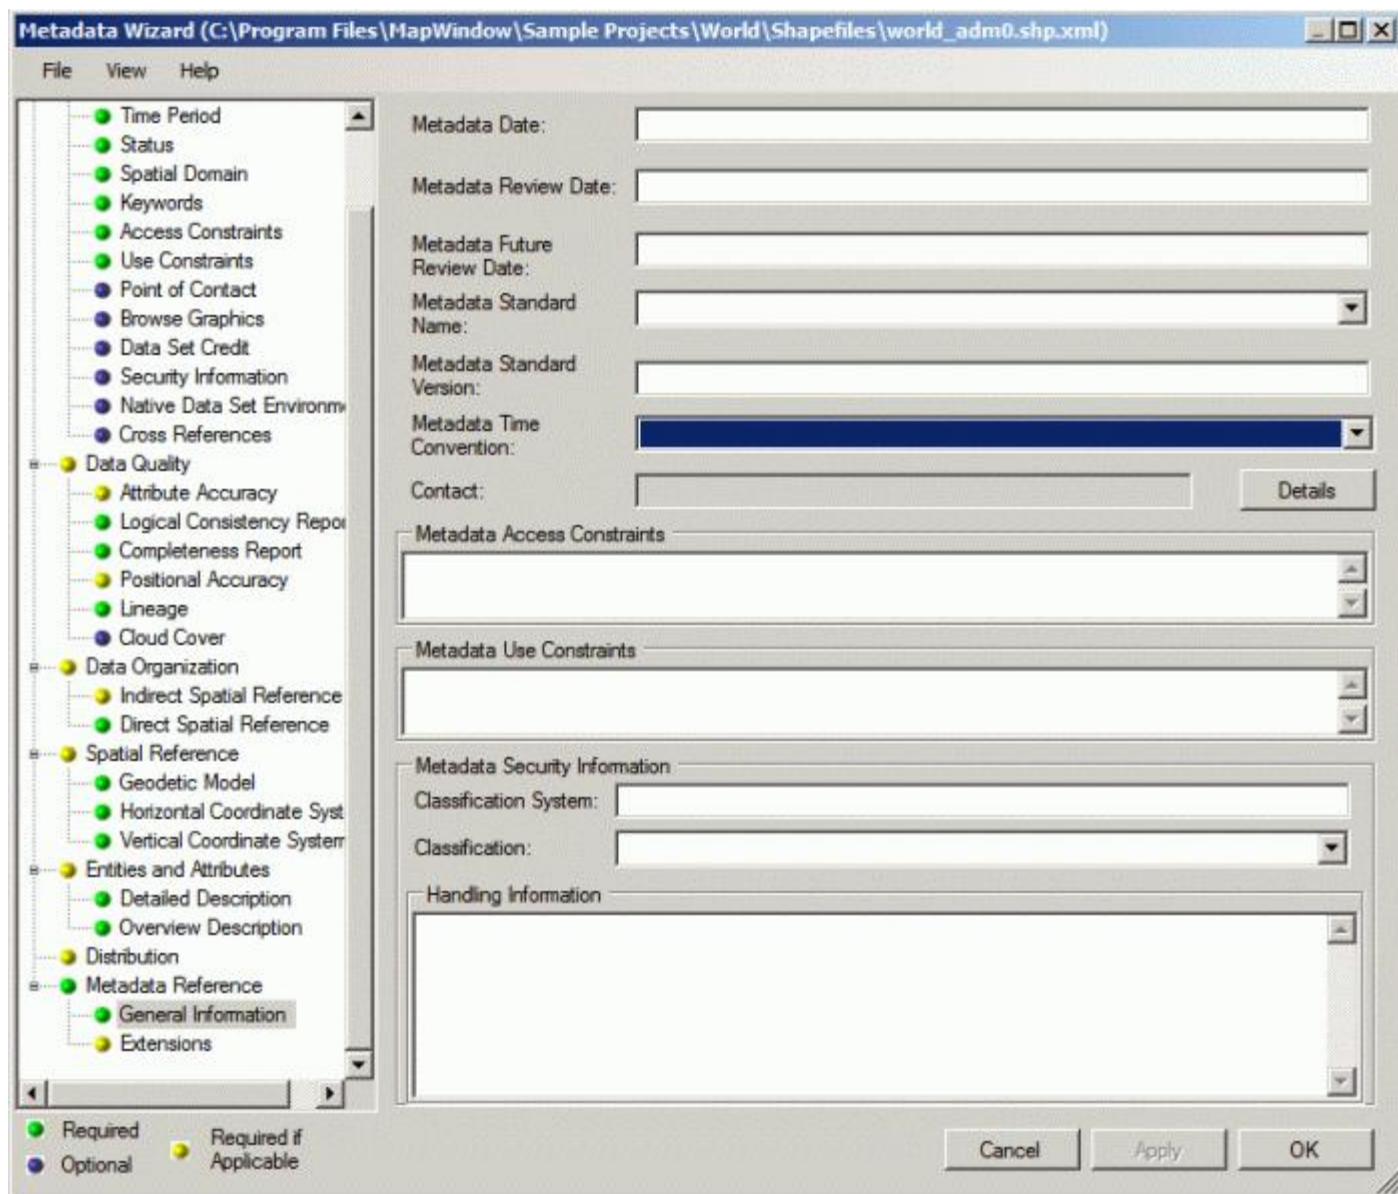 Metadata Wizard (C:\Program Files\MapWindow\Sample Projects\World\Shapefiles\world_adm0.shp.xml)
File View Help
Time Period
Status
Spatial Domain
Keywords
Access Constraints
Use Constraints
Point of Contact
Browse Graphics
Data Set Credit
Security Information
Native Data Set Environm
Cross References
Data Quality
Attribute Accuracy
Logical Consistency Repor
Completeness Report
Positional Accuracy
Lineage
Cloud Cover
Data Organization
Indirect Spatial Reference
Direct Spatial Reference
Spatial Reference
Geodetic Model
Horizontal Coordinate Syst
Vertical Coordinate System
Entities and Attributes
Detailed Description
Overview Description
Distribution
Metadata Reference
General Information
Extensions
Required
Optional
Required if
Applicable
Metadata Date:
Metadata Review Date:
Metadata Future
Review Date:
Metadata Standard
Name:
Metadata Standard
Version:
Metadata Time
Convention:
Contact:
Details
Metadata Access Constraints
Metadata Use Constraints
Metadata Security Information
Classification System:
Classification:
Handling Information
Cancel
Apply
OK